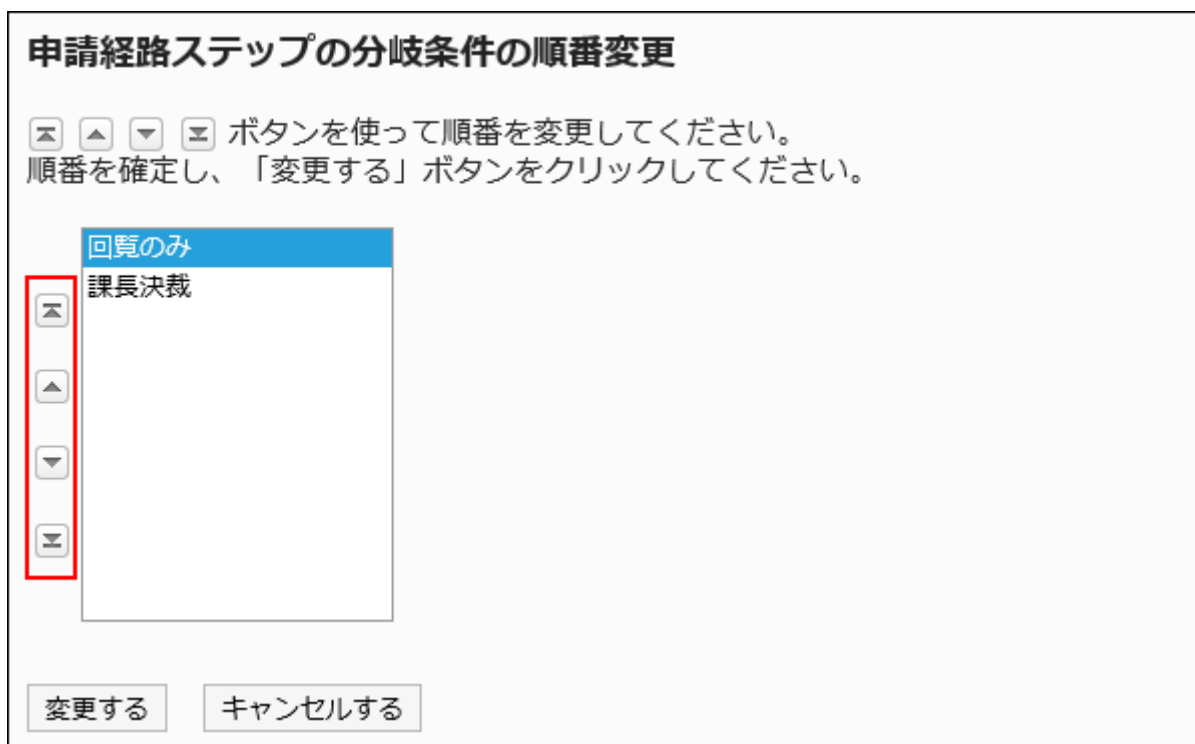 申請経路ステップの分岐条件の順番変更
ボタンを使って順番を変更してください。
順番を確定し、「変更する」ボタンをクリックしてください。
回覧のみ
課長決裁
変更する
キャンセルする